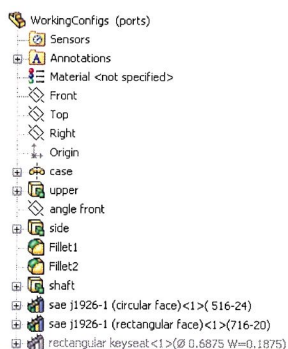 WorkingConfigs (ports)
Sensors
Annotations
Material <not specified>
Front
Top
Right
Origin
case
upper
angle front
side
Fillet1
Fillet2
shaft
sae j1926-1 (circular face)<1>( 516-24)
sae j1926-1 (rectangular face)<1>(716-20)
rectangular keyseat<1>(Ø 0.6875 W=0.1875)